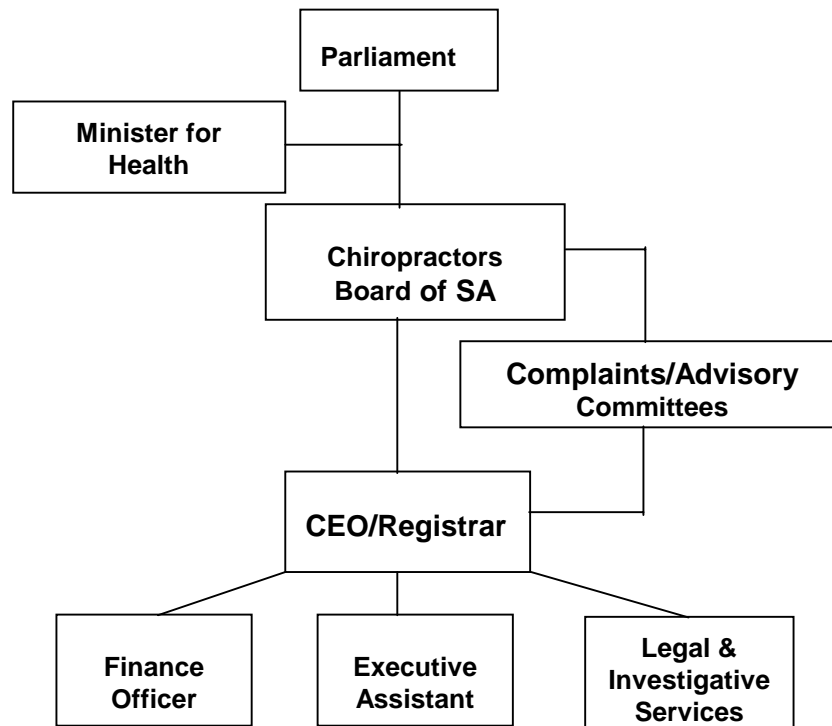 Parliament
Minister for
Health
Chiropractors
Board of SA
Complaints/Advisory
Committees
CEO/Registrar
Finance
Officer
Executive
Assistant
Legal &
Investigative
Services